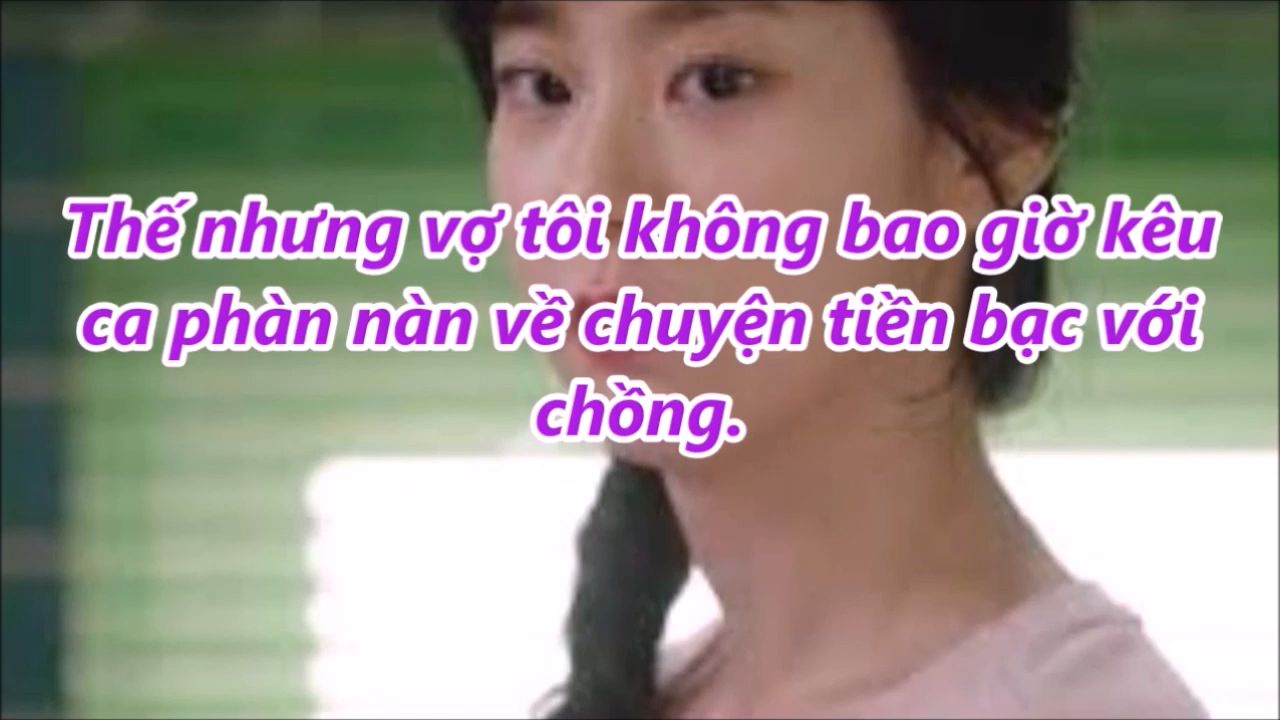 Thế nhưng vợ tôi không bao giờ kêu
ca phàn nàn về chuyện tiền bạc với
chồng.